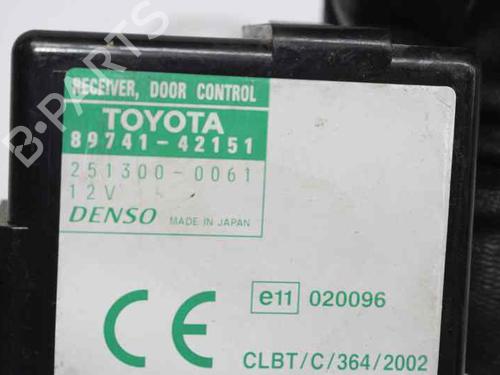 RECEIVER, DOOR CONTROL
TOYOTA
89741-42151
251300-0061
12V
DENSO MADE IN JAPAN
CE
e11 020096
CLBT/C/364/2002